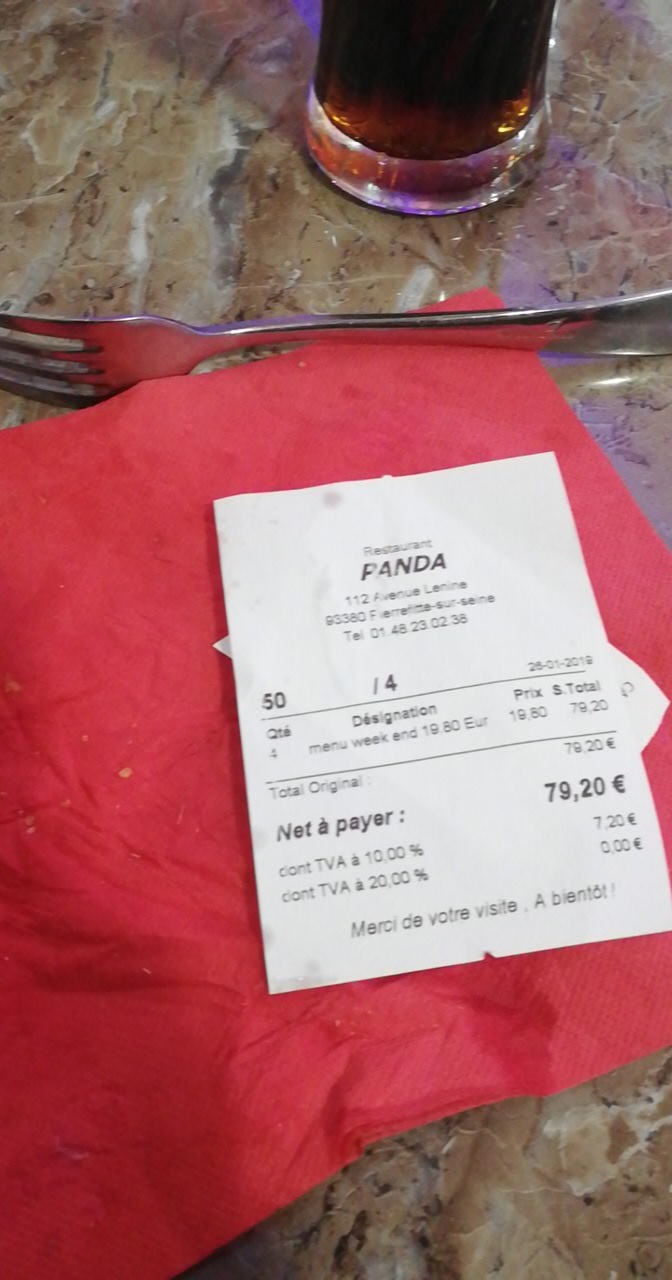 Restaurant
PANDA
112 Avenue Lenine
93380 Pierrefitte-sur-seine
Tel 01.48.23.02.38
26-01-2019
50 / 4
Qté Désignation Prix S.Total
4 menu week end 19.80 Eur 19,80 79,20
79,20 €
Total Original :
Net à payer : 79,20 €
dont TVA à 10,00 % 7,20 €
dont TVA à 20,00 % 0,00 €
Merci de votre visite . A bientôt !